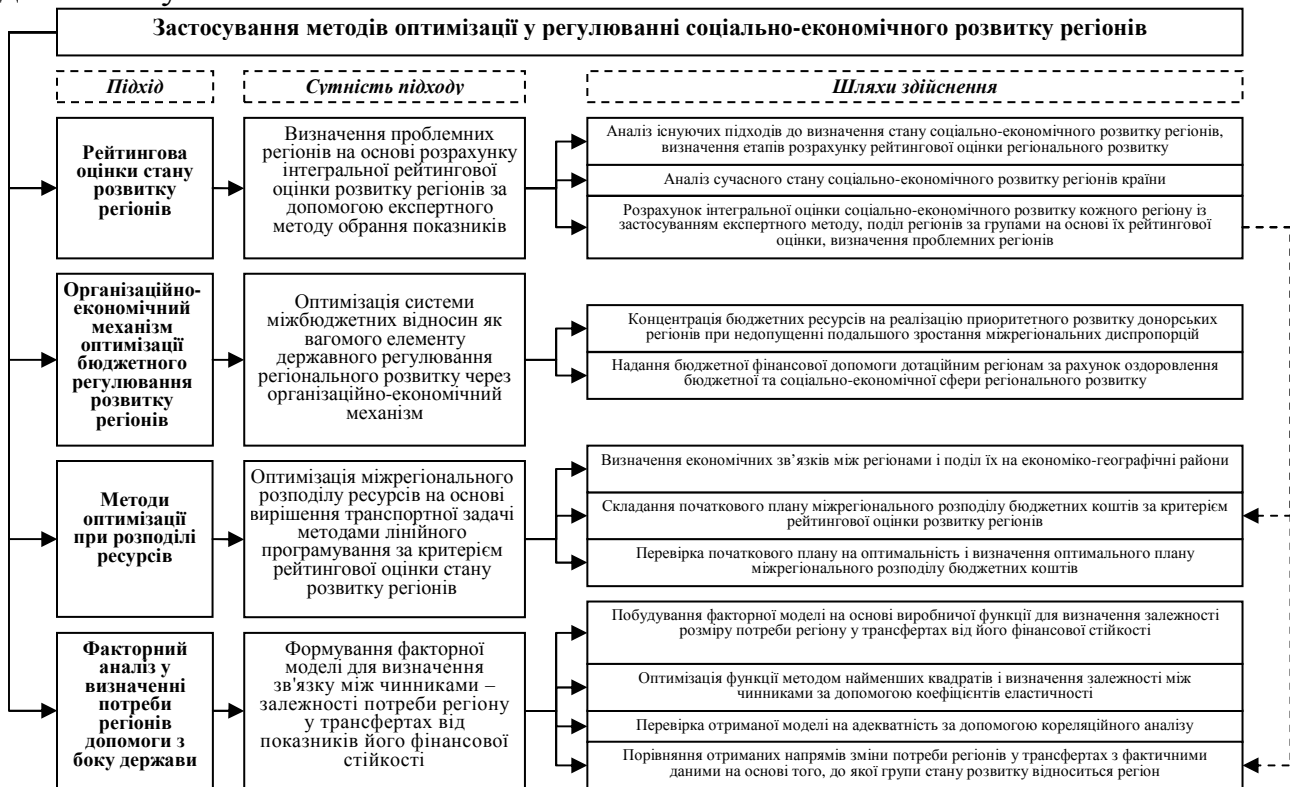 Застосування методів оптимізації у регулюванні соціально-економічного розвитку регіонів
Підхід
Сутність підходу
Шляхи здійснення
Рейтингова
оцінки стану
розвитку
регіонів
Визначення проблемних
регіонів на основі розрахунку
інтегральної рейтингової
оцінки розвитку регіонів за
допомогою експертного
методу обрання показників
Аналіз існуючих підходів до визначення стану соціально-економічного розвитку регіонів,
визначення етапів розрахунку рейтингової оцінки регіонального розвитку
Аналіз сучасного стану соціально-економічного розвитку регіонів країни
Розрахунок інтегральної оцінки соціально-економічного розвитку кожного регіону із
застосуванням експертного методу, поділ регіонів за групами на основі їх рейтингової
оцінки, визначення проблемних регіонів
Організаційно-
економічний
механізм
оптимізації
бюджетного
регулювання
розвитку
регіонів
Оптимізація системи
міжбюджетних відносин як
вагомого елементу
державного регулювання
регіонального розвитку через
організаційно-економічний
механізм
Концентрація бюджетних ресурсів на реалізацію приоритетного розвитку донорських
регіонів при недопущенні подальшого зростання міжрегіональних диспропорцій
Надання бюджетної фінансової допомоги дотаційним регіонам за рахунок оздоровлення
бюджетної та соціально-економічної сфери регіонального розвитку
Методи
оптимізації
при розподілі
ресурсів
Оптимізація міжрегіонального
розподілу ресурсів на основі
вирішення транспортної задачі
методами лінійного
програмування за критерієм
рейтингової оцінки стану
розвитку регіонів
Визначення економічних зв’язків між регіонами і поділ їх на економіко-географічні райони
Складання початкового плану міжрегіонального розподілу бюджетних коштів за критерієм
рейтингової оцінки розвитку регіонів
Перевірка початкового плану на оптимальність і визначення оптимального плану
міжрегіонального розподілу бюджетних коштів
Факторний
аналіз у
визначенні
потреби
регіонів
допомоги з
боку держави
Формування факторної
моделі для визначення
зв'язку між чинниками –
залежності потреби регіону
у трансфертах від
показників його фінансової
стійкості
Побудування факторної моделі на основі виробничої функції для визначення залежності
розміру потреби регіону у трансфертах від його фінансової стійкості
Оптимізація функції методом найменших квадратів і визначення залежності між
чинниками за допомогою коефіцієнтів еластичності
Перевірка отриманої моделі на адекватність за допомогою кореляційного аналізу
Порівняння отриманих напрямів зміни потреби регіонів у трансфертах з фактичними
даними на основі того, до якої групи стану розвитку відноситься регіон